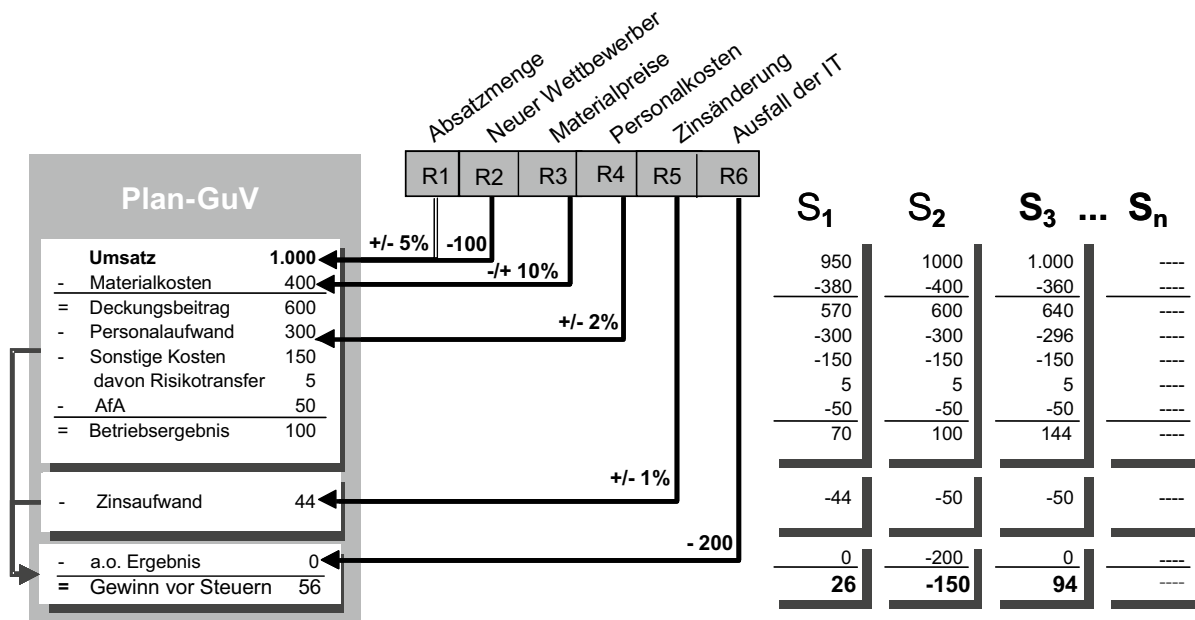 Absatzmenge
Neuer Wettbewerber
Materialpreise
Personalkosten
Zinsänderung
Ausfall der IT
R1 R2 R3 R4 R5 R6
Plan-GuV
S1 S2 S3 ... Sn
+/- 5% -100
Umsatz 1.000 950 1000 1.000 ----
-/+ 10%
- Materialkosten 400 -380 -400 -360 ----
= Deckungsbeitrag 600 570 600 640 ----
+/- 2%
- Personalaufwand 300 -300 -300 -296 ----
- Sonstige Kosten 150 -150 -150 -150 ----
davon Risikotransfer 5 5 5 5 ----
- AfA 50 -50 -50 -50 ----
= Betriebsergebnis 100 70 100 144 ----
+/- 1%
- Zinsaufwand 44 -44 -50 -50 ----
- 200
- a.o. Ergebnis 0 0 -200 0 ----
= Gewinn vor Steuern 56 26 -150 94 ----